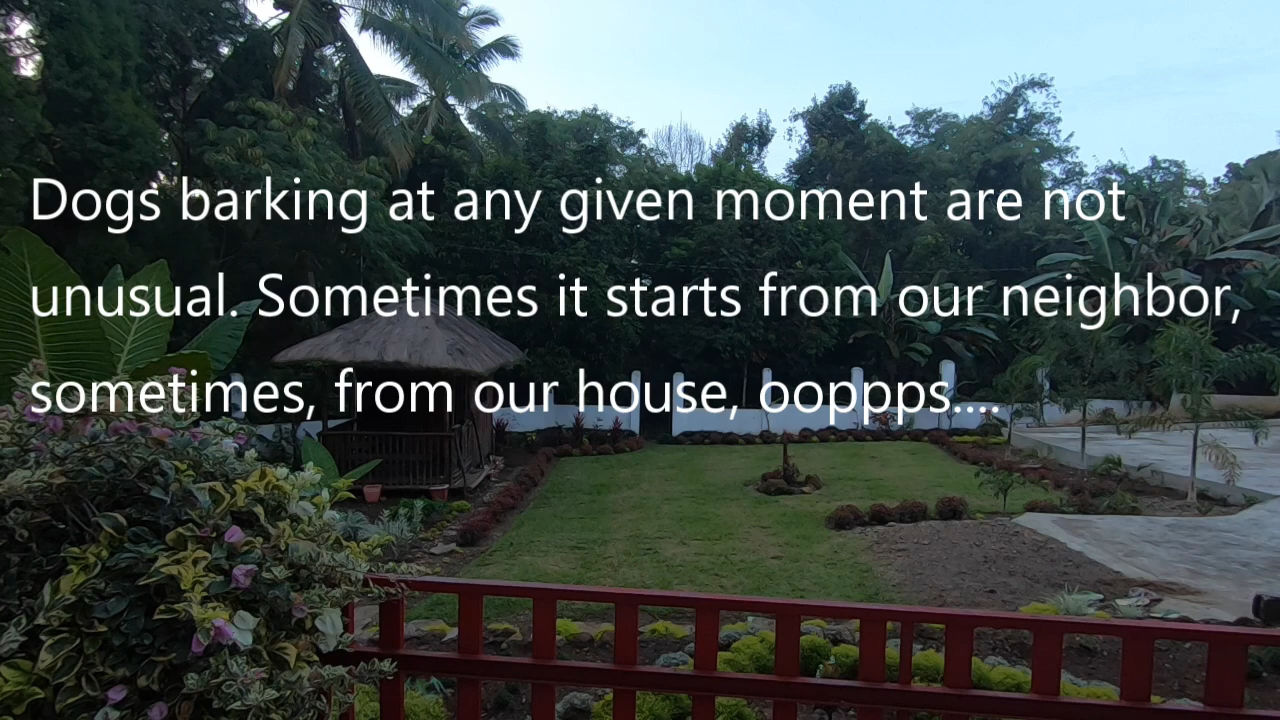 Dogs barking at any given moment are not
unusual. Sometimes it starts from our neighbor,
sometimes, from our house, ooppps....